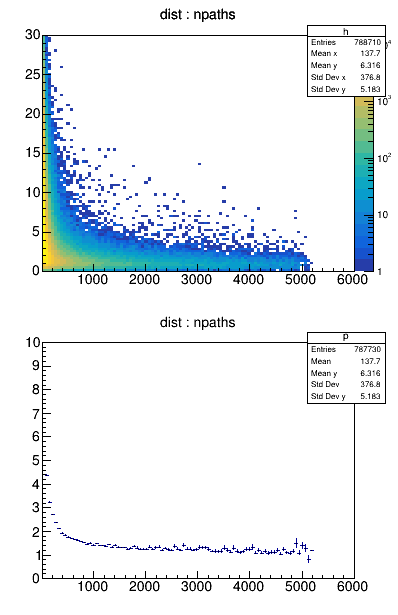 dist : npaths
h
Entries 788710
Mean x 137.7
Mean y 6.316
Std Dev x 376.8
Std Dev y 5.183
30
25
20
15
10
5
0
1000 2000 3000 4000 5000 6000
10³
10²
10
1
dist : npaths
p
Entries 787730
Mean 137.7
Mean y 6.316
Std Dev 376.8
Std Dev y 5.183
10
9
8
7
6
5
4
3
2
1
0
1000 2000 3000 4000 5000 6000